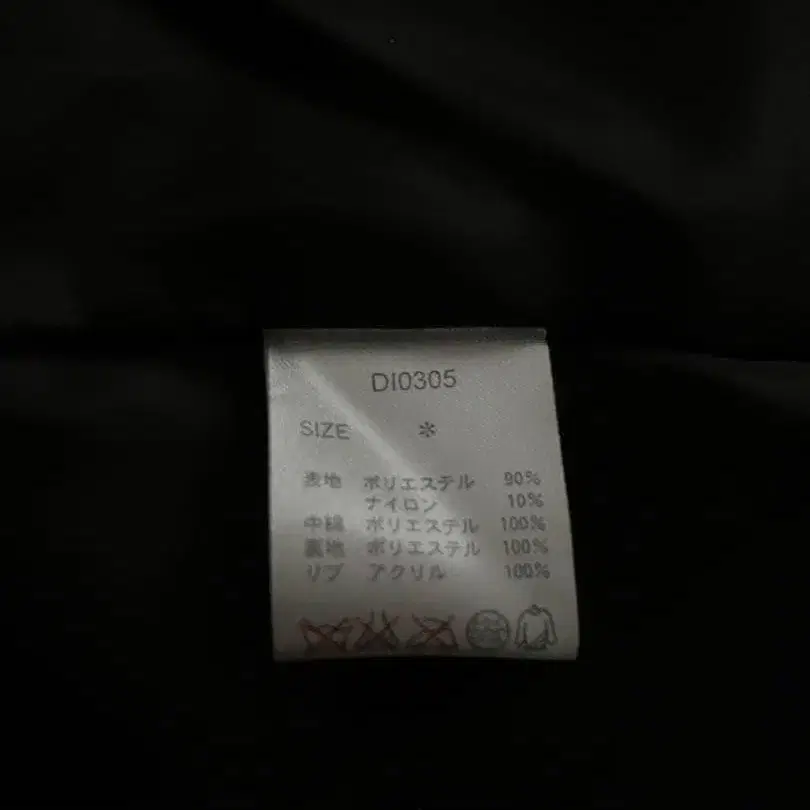 DI0305
SIZE *
表地 ポリエステル 90%
ナイロン 10%
中綿 ポリエステル 100%
裏地 ポリエステル 100%
リブ アクリル 100%